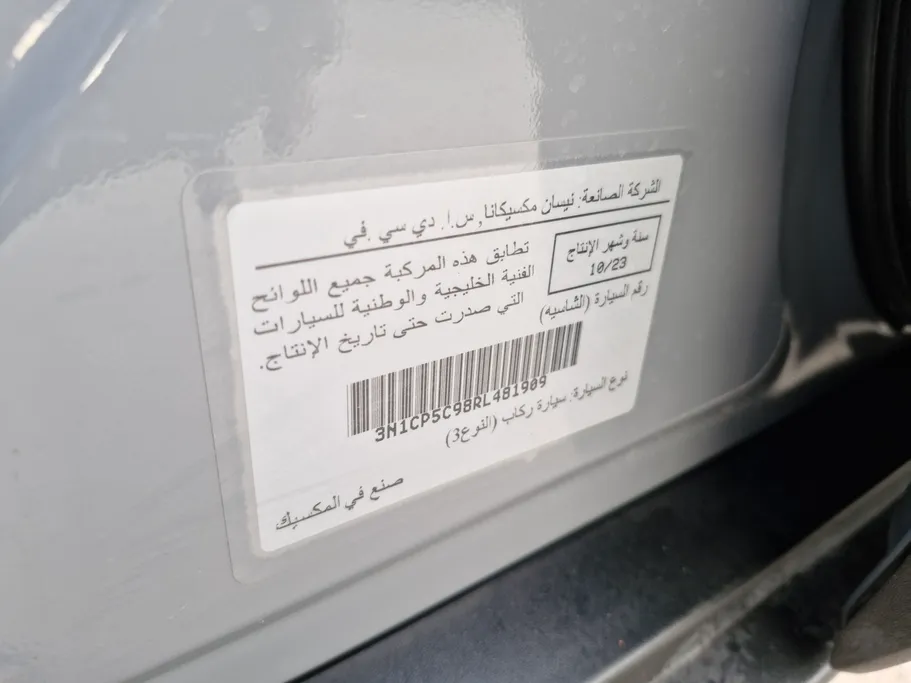 الشركة الصانعة: نيسان مكسيكانا, س.ا. دي سي .في
سنة وشهر الإنتاج
10/23
تطابق هذه المركبة جميع اللوائح
الفنية الخليجية والوطنية للسيارات
التي صدرت حتى تاريخ الإنتاج.
رقم السيارة (الشاسيه)
3N1CP5C98RL481909
نوع السيارة: سيارة ركاب (النوع3)
صنع في المكسيك